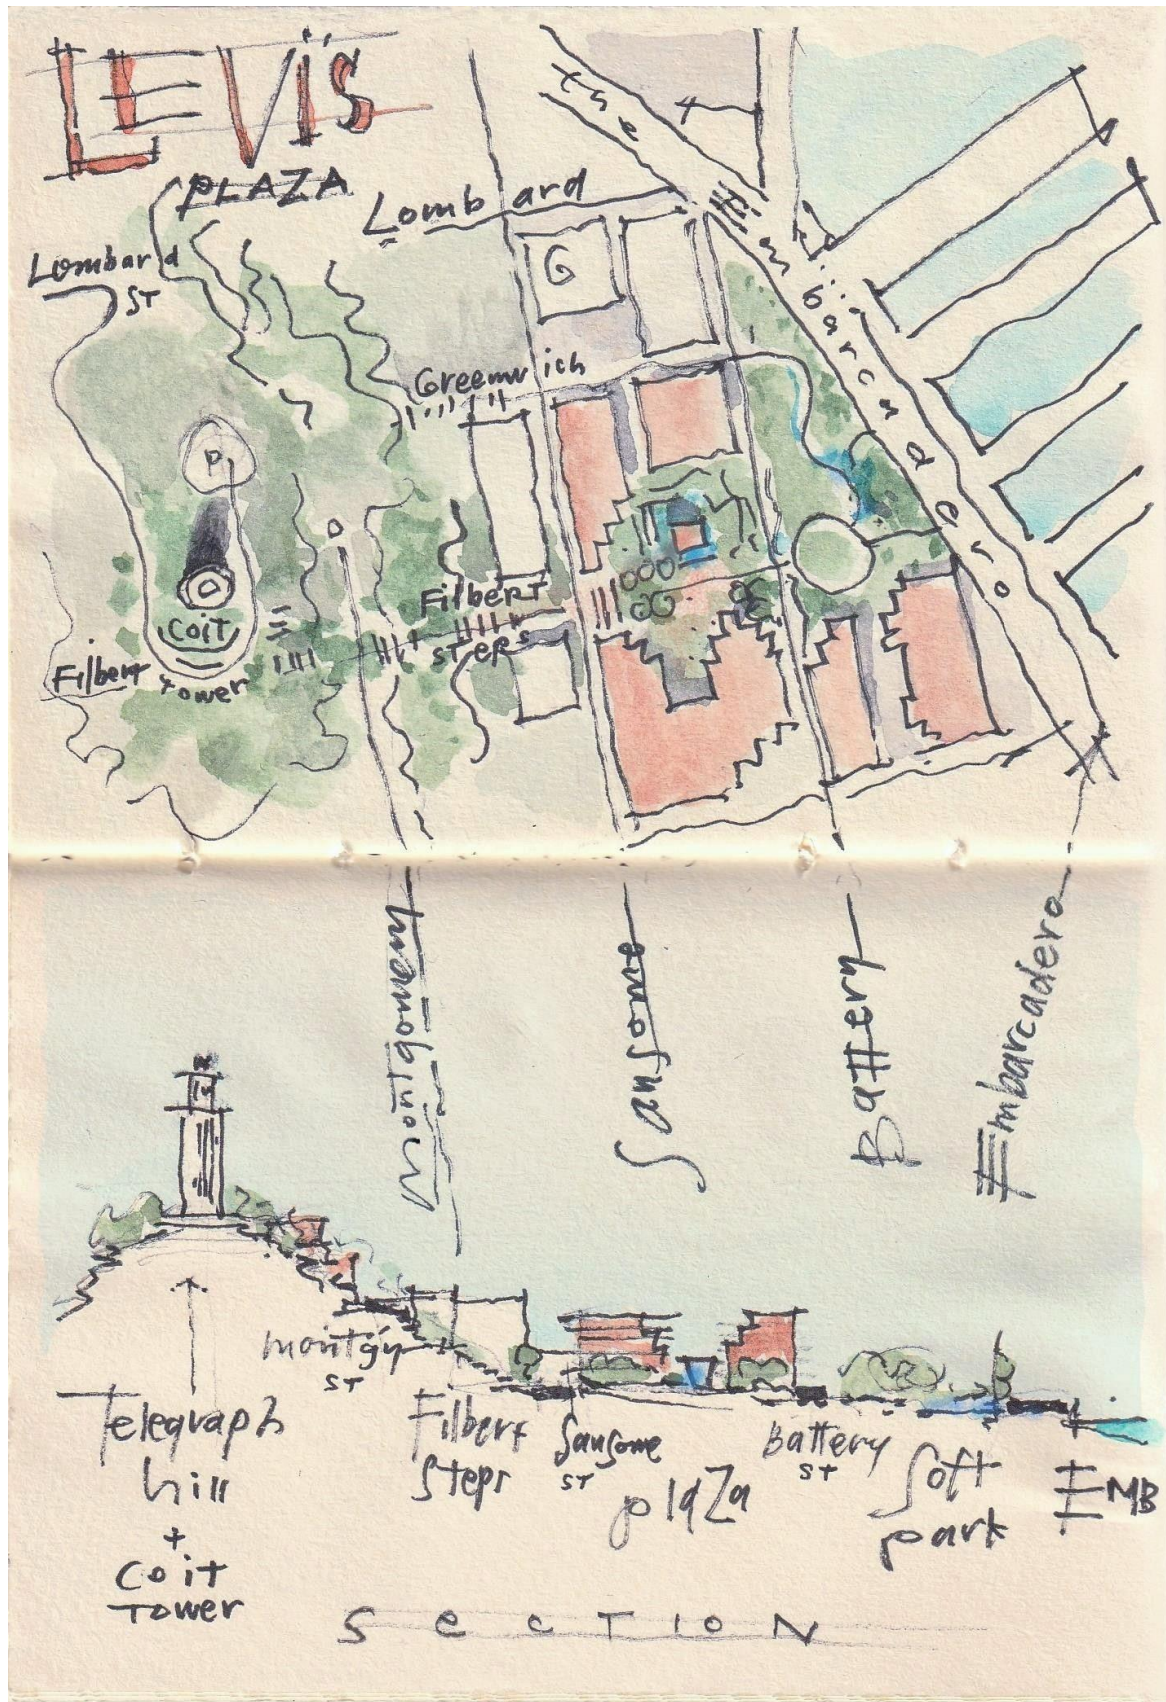 LEVI'S
PLAZA
Lombard
ST
Lombard
the Embarcadero
G
Greenwich
P
Filbert
STEPS
Coit
Tower
Filbert
Montgomery
Sansome
Battery
Embarcadero
montg'y
ST
Telegraph
hill
+
Coit
Tower
Filbert
Steps
Sansome
ST
plaza
Battery
ST
Soft
park
EMB
SECTION